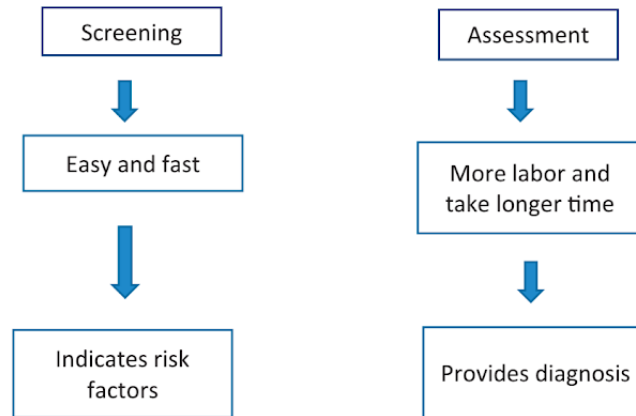 Screening
Easy and fast
Indicates risk
factors
Assessment
More labor and
take longer time
Provides diagnosis